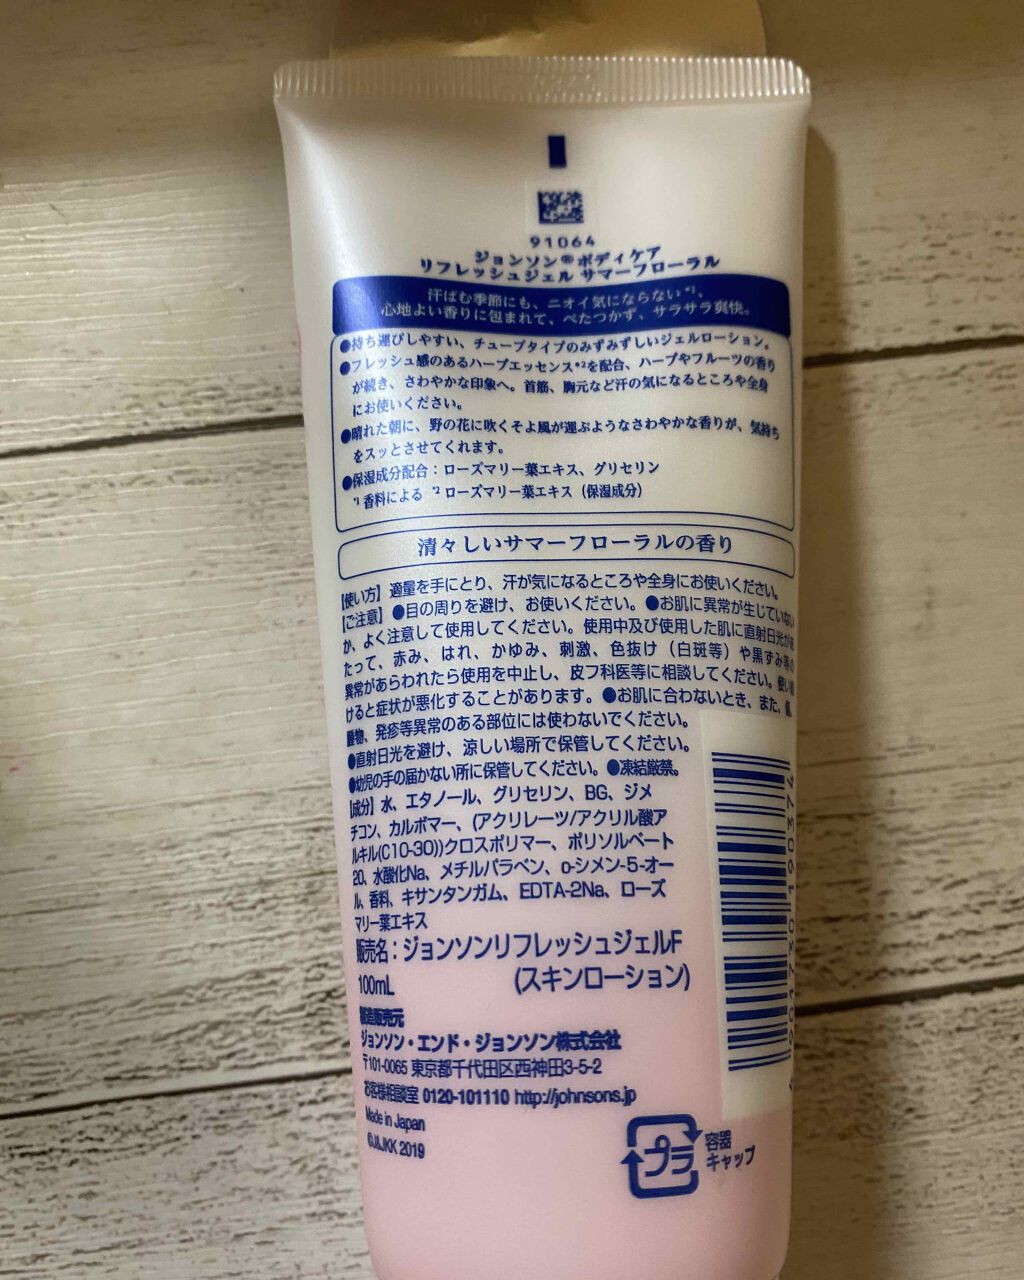 91064
ジョンソン®ボディケア
リフレッシュジェル サマーフローラル
汗ばむ季節にも、ニオイ気にならない*1。
心地よい香りに包まれて、べたつかず、サラサラ爽快。
●持ち運びしやすい、チューブタイプのみずみずしいジェルローション。
●フレッシュ感のあるハーブエッセンス*2を配合、ハーブやフルーツの香り
が続き、さわやかな印象へ。首筋、胸元など汗の気になるところや全身
にお使いください。
●晴れた朝に、野の花に吹くそよ風が運ぶようなさわやかな香りが、気持ち
をスッとさせてくれます。
●保湿成分配合：ローズマリー葉エキス、グリセリン
*1 香料による *2 ローズマリー葉エキス（保湿成分）
清々しいサマーフローラルの香り
【使い方】適量を手にとり、汗が気になるところや全身にお使いください。
【ご注意】●目の周りを避け、お使いください。●お肌に異常が生じていない
か、よく注意して使用してください。使用中及び使用した肌に直射日光が
たって、赤み、はれ、かゆみ、刺激、色抜け（白斑等）や黒ずみ等の
異常があらわれたら使用を中止し、皮フ科医等に相談してください。使い
けると症状が悪化することがあります。●お肌に合わないとき、また、
腫物、発疹等異常のある部位には使わないでください。
●直射日光を避け、涼しい場所で保管してください。
●幼児の手の届かない所に保管してください。●凍結厳禁。
【成分】水、エタノール、グリセリン、BG、ジメ
チコン、カルボマー、(アクリレーツ/アクリル酸ア
ルキル(C10-30))クロスポリマー、ポリソルベート
20、水酸化Na、メチルパラベン、o-シメン-5-オー
ル、香料、キサンタンガム、EDTA-2Na、ローズ
マリー葉エキス
販売名：ジョンソンリフレッシュジェルF
100mL (スキンローション)
製造販売元
ジョンソン・エンド・ジョンソン株式会社
〒101-0065 東京都千代田区西神田3-5-2
お客様相談室 0120-101110 http://johnsons.jp
Made in Japan
©J&JKK 2019
プラ
容器
キャップ